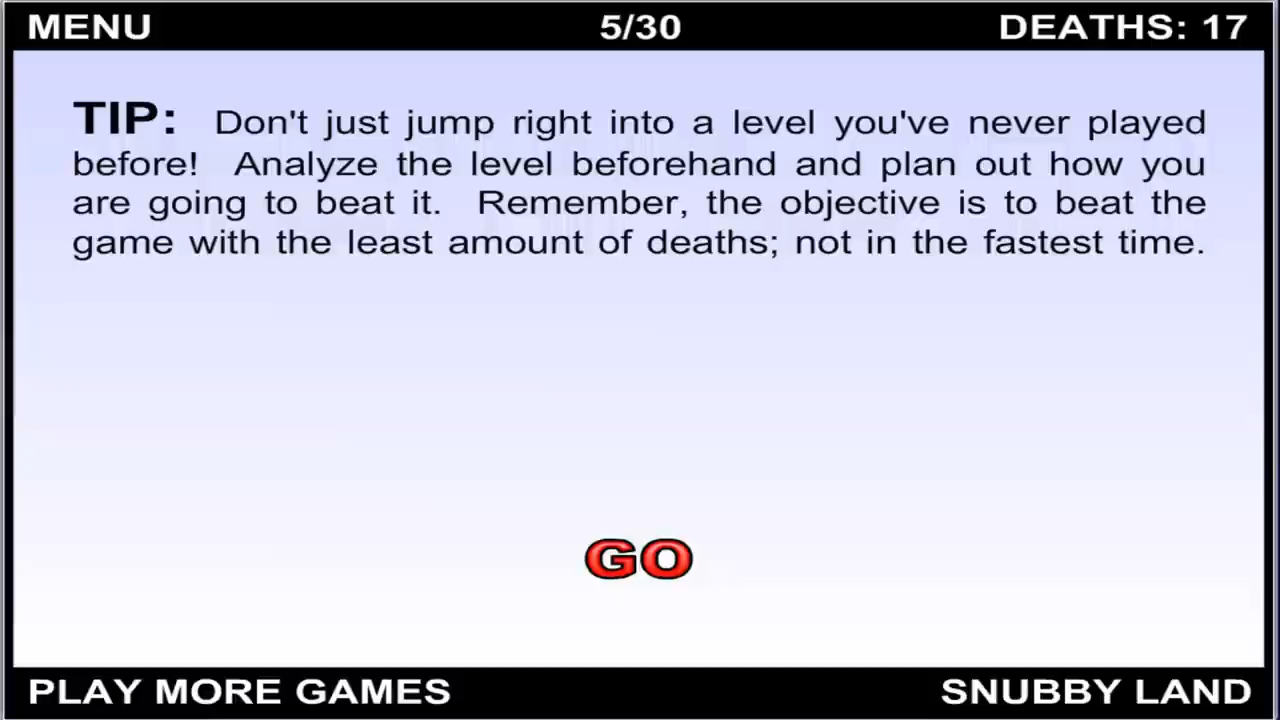 MENU 5/30 DEATHS: 17
TIP: Don't just jump right into a level you've never played
before! Analyze the level beforehand and plan out how you
are going to beat it. Remember, the objective is to beat the
game with the least amount of deaths; not in the fastest time.
GO
PLAY MORE GAMES SNUBBY LAND